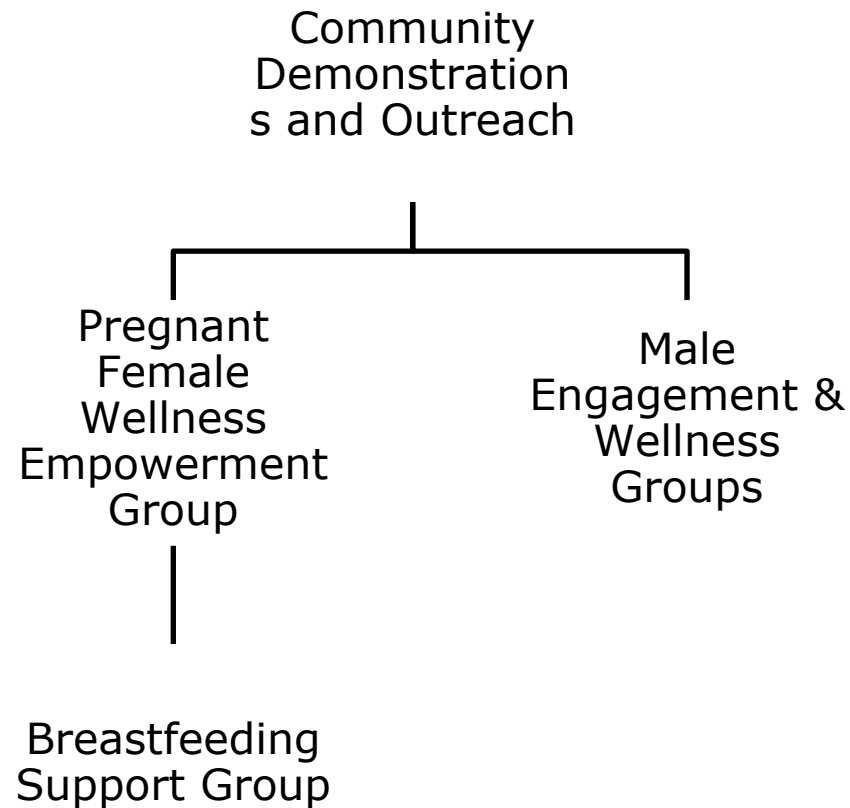 Community
Demonstration
s and Outreach
Pregnant
Female
Wellness
Empowerment
Group
Male
Engagement &
Wellness
Groups
Breastfeeding
Support Group